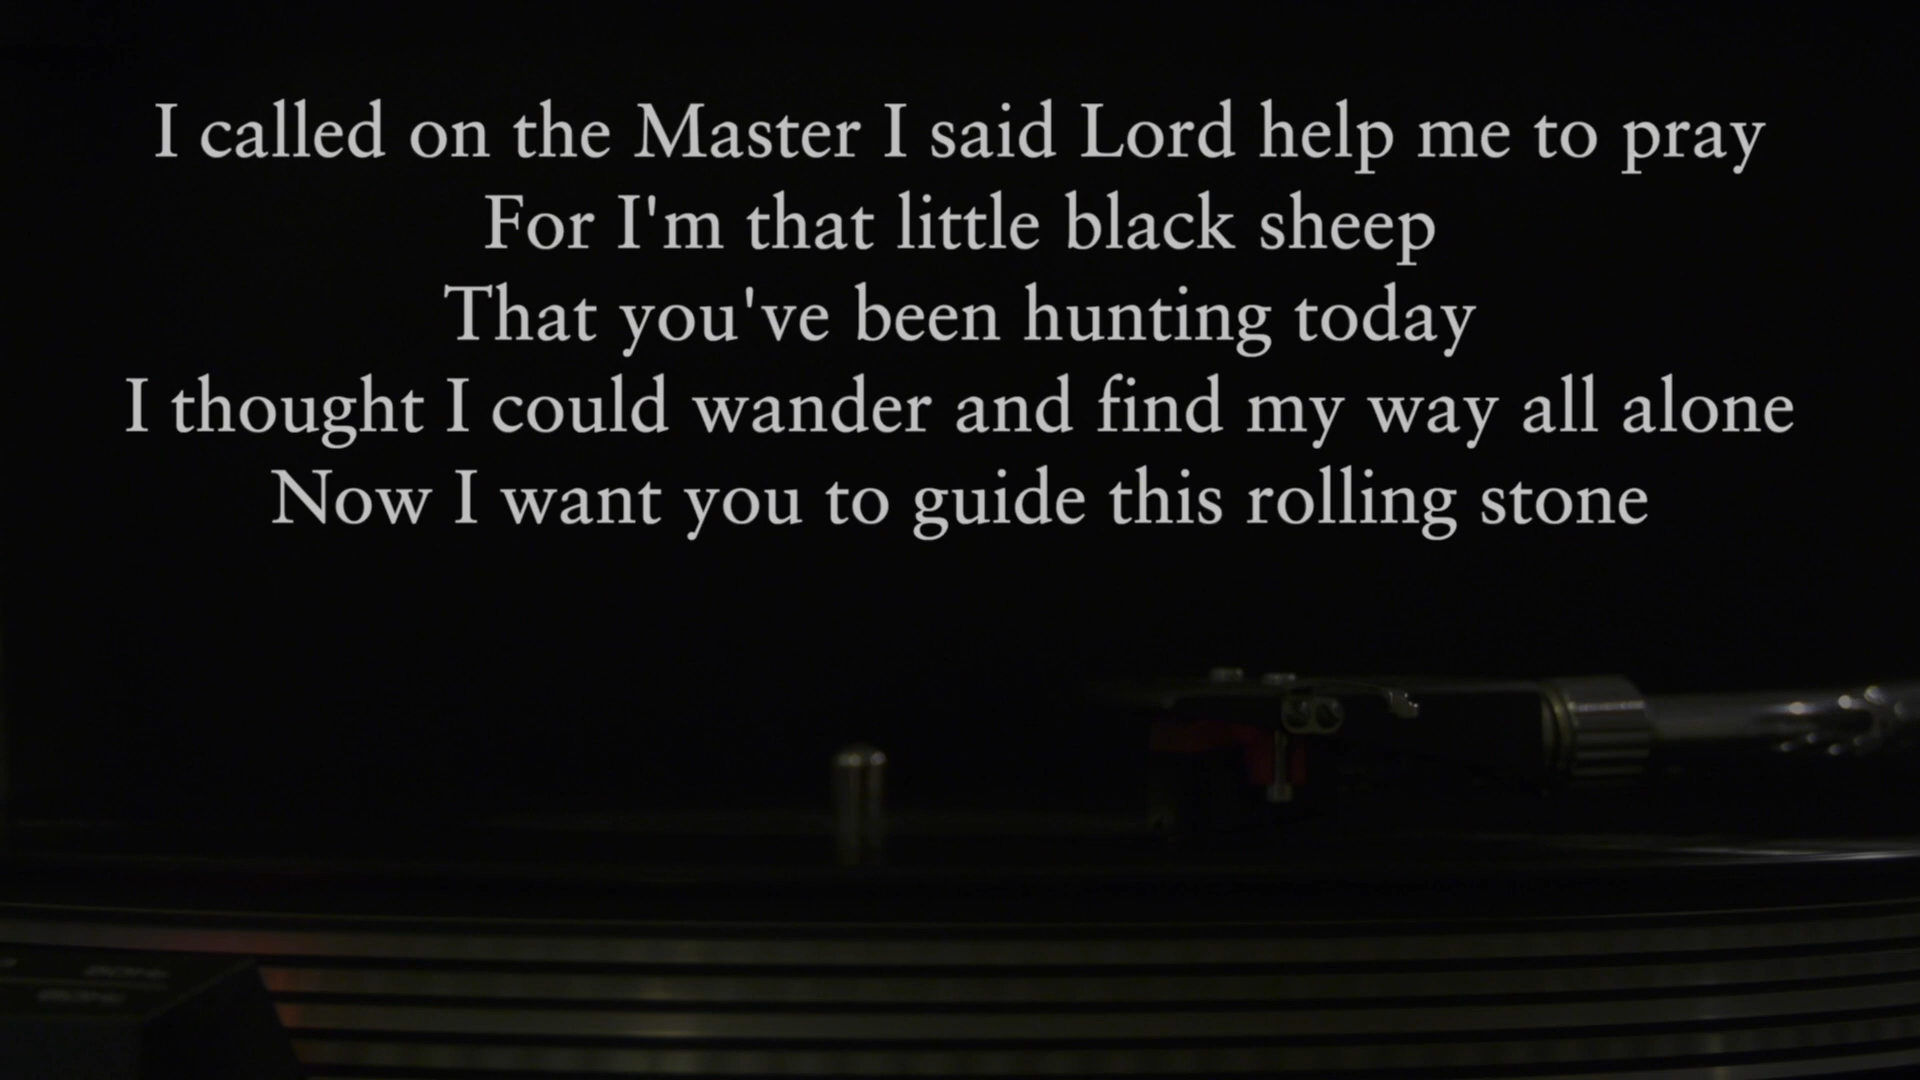 I called on the Master I said Lord help me to pray
For I'm that little black sheep
That you've been hunting today
I thought I could wander and find my way all alone
Now I want you to guide this rolling stone